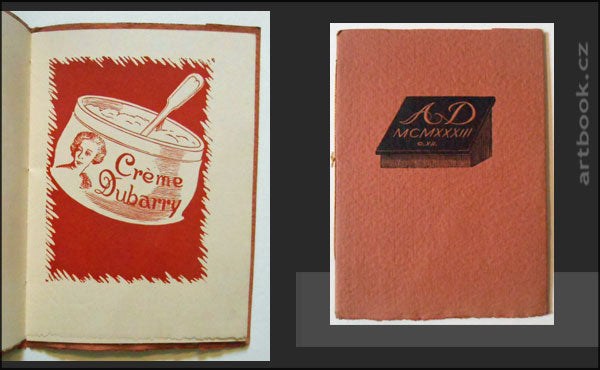 Crème
Dubarry
AD
MCMXXXIII
artbook.cz